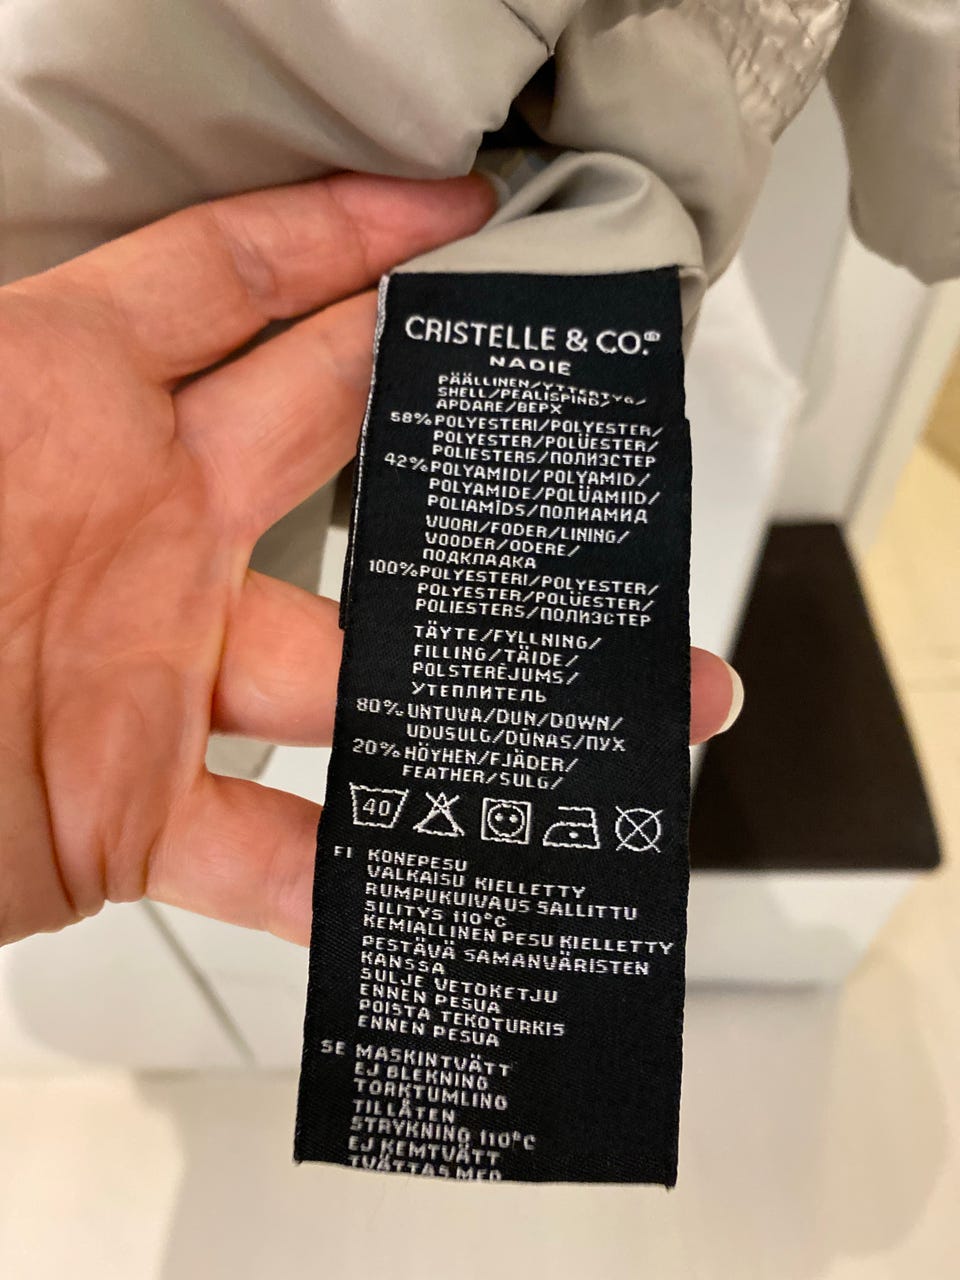 CRISTELLE & CO.®
NADIE
PÄÄLLINEN/YTTERTYG/
SHELL/PEALISPIND/
APDARE/ВЕРХ
58% POLYESTERI/POLYESTER/
POLYESTER/POLÜESTER/
POLIESTERS/ПОЛИЭСТЕР
42% POLYAMIDI/POLYAMID/
POLYAMIDE/POLÜAMIID/
POLIAMĪDS/ПОЛИАМИД
VUORI/FODER/LINING/
VOODER/ODERE/
ПОДКЛАДКА
100% POLYESTERI/POLYESTER/
POLYESTER/POLÜESTER/
POLIESTERS/ПОЛИЭСТЕР
TÄYTE/FYLLNING/
FILLING/TÄIDE/
POLSTERĒJUMS/
УТЕПЛИТЕЛЬ
80% UNTUVA/DUN/DOWN/
UDUSULG/DŪNAS/ПУХ
20% HÖYHEN/FJÄDER/
FEATHER/SULG/
40
FI KONEPESU
VALKAISU KIELLETTY
RUMPUKUIVAUS SALLITTU
SILITYS 110°C
KEMIALLINEN PESU KIELLETTY
PESTÄVÄ SAMANVÄRISTEN
KANSSA
SULJE VETOKETJU
ENNEN PESUA
POISTA TEKOTURKIS
ENNEN PESUA
SE MASKINTVÄTT
EJ BLEKNING
TORKTUMLING
TILLÅTEN
STRYKNING 110°C
EJ KEMTVÄTT
TVÄTTAS MED